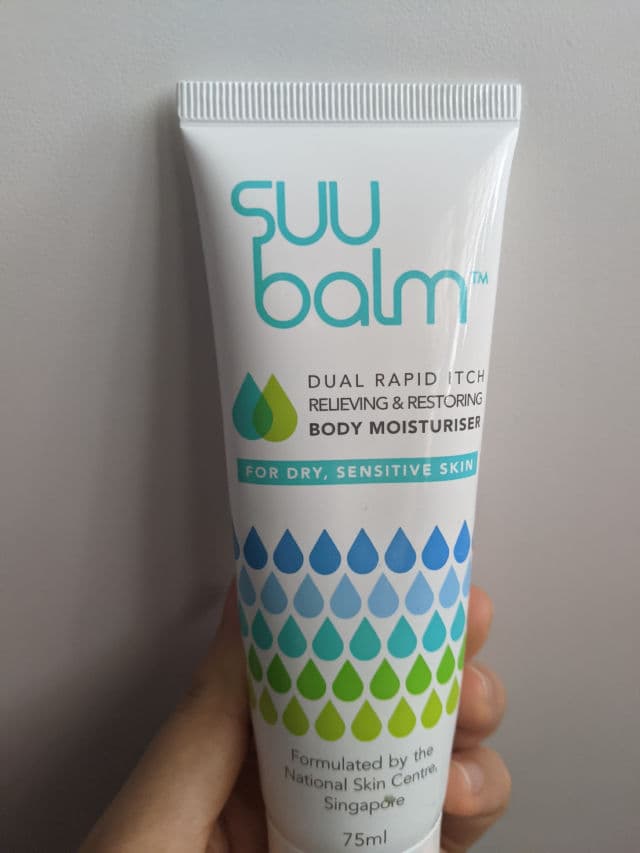 suu
balm™
DUAL RAPID ITCH
RELIEVING & RESTORING
BODY MOISTURISER
FOR DRY, SENSITIVE SKIN
Formulated by the
National Skin Centre,
Singapore
75ml